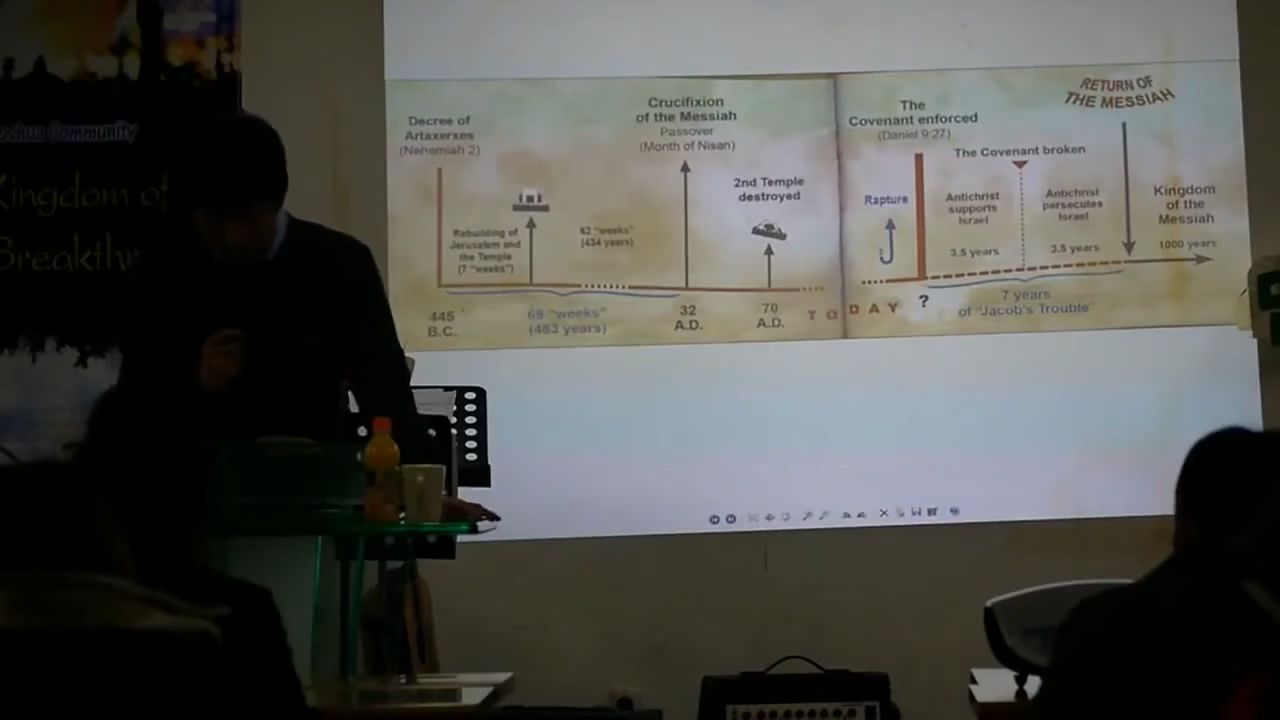 Community
Kingdom of
Decree of
Artaxerxes
(Nehemiah 2)
Rebuilding of
Jerusalem and
the Temple
(7 "weeks")
62 "weeks"
(434 years)
Crucifixion
of the Messiah
Passover
(Month of Nisan)
2nd Temple
destroyed
445
B.C.
69 "weeks"
(483 years)
32
A.D.
70
A.D.
TODAY
The
Covenant enforced
(Daniel 9:27)
Rapture
The Covenant broken
Antichrist
supports
Israel
3.5 years
Antichrist
persecutes
Israel
3.5 years
?
7 years
of "Jacob's Trouble"
RETURN OF
THE MESSIAH
Kingdom
of the
Messiah
1000 years